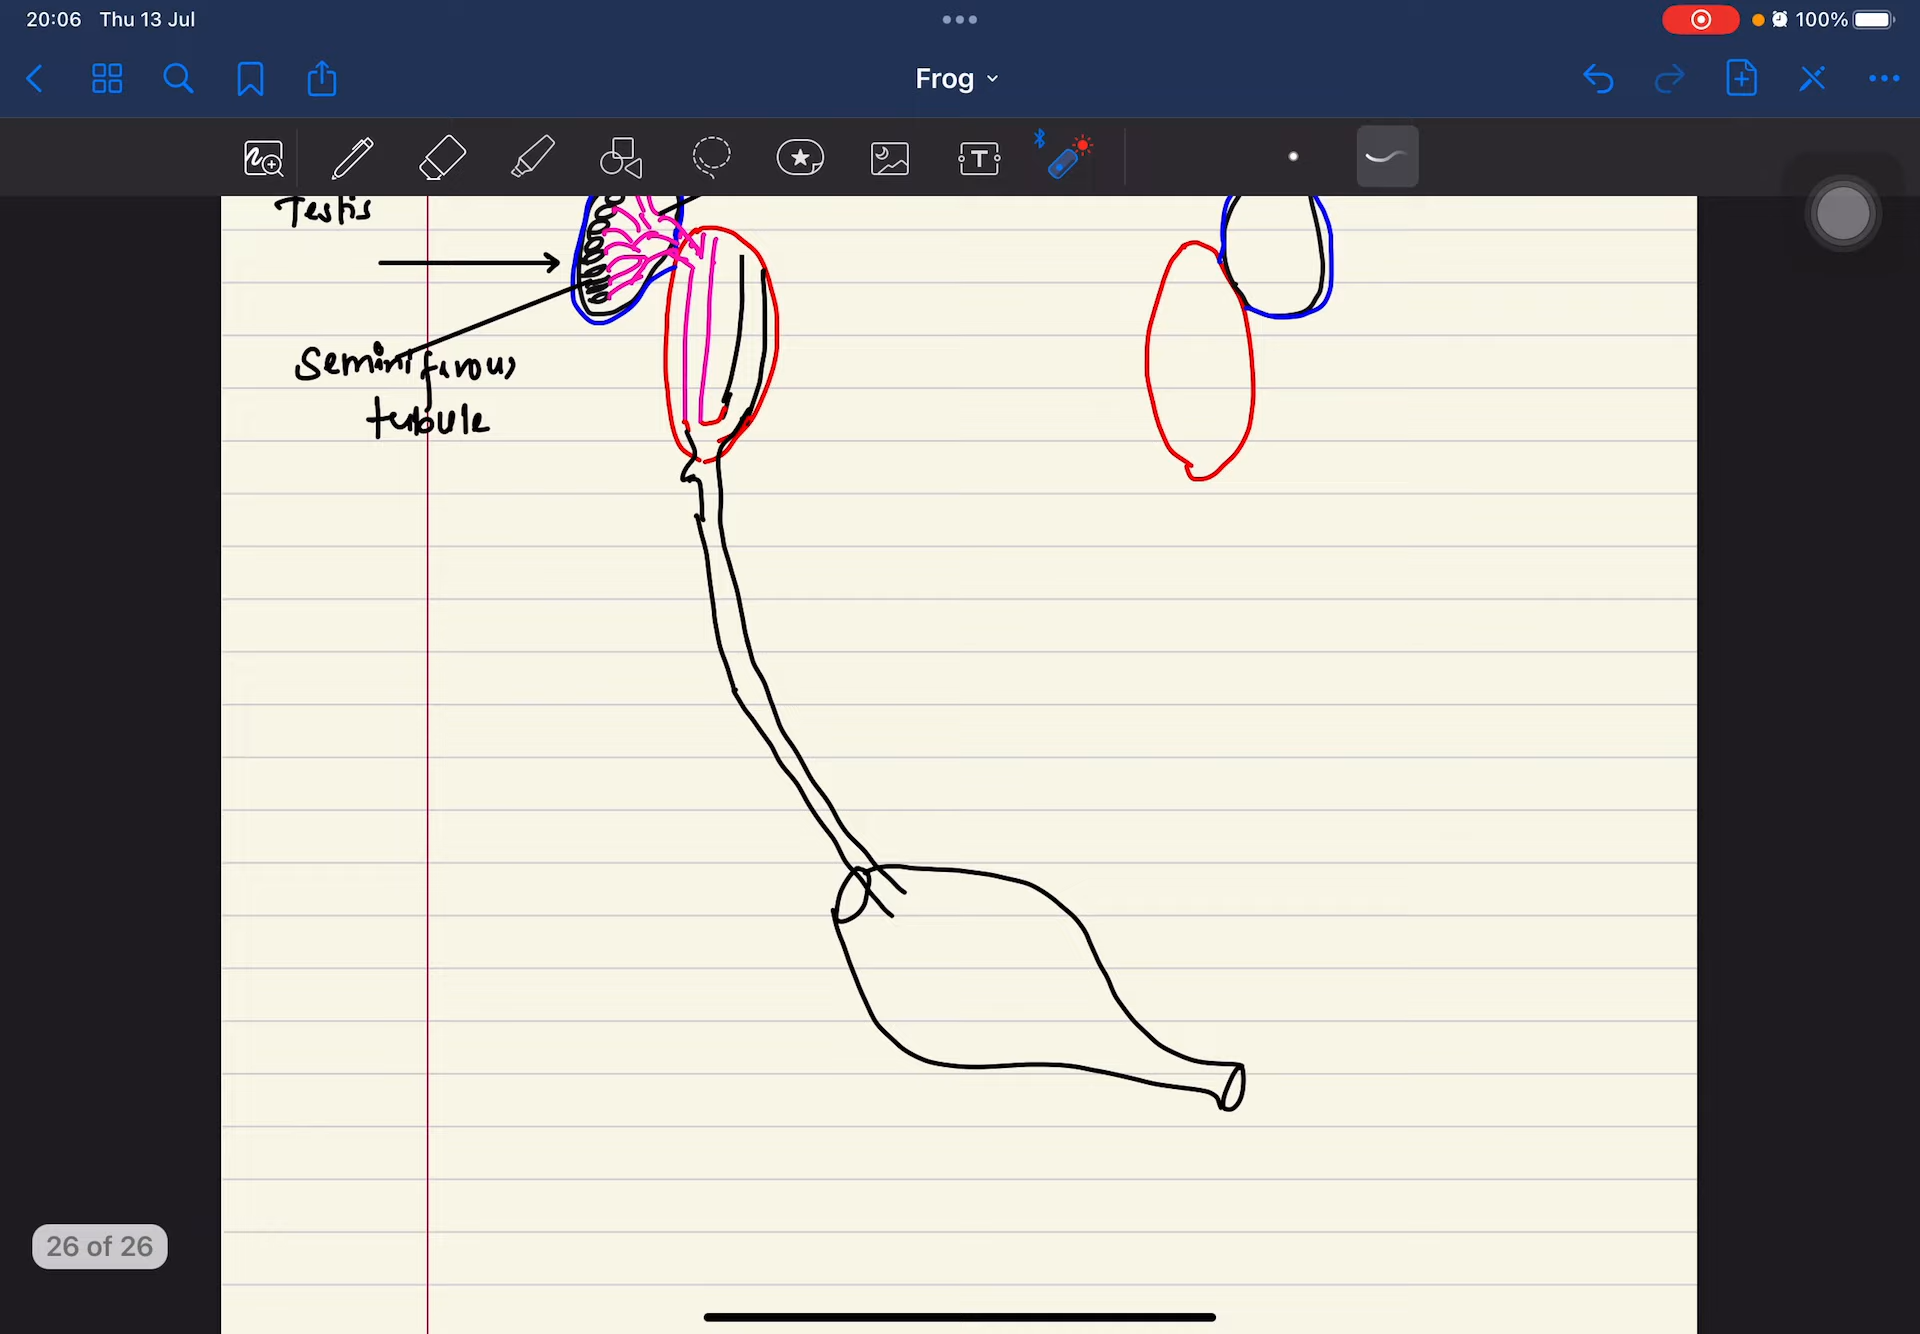 20:06 Thu 13 Jul
100%
Frog
T
Testis
Seminiferous
tubule
26 of 26